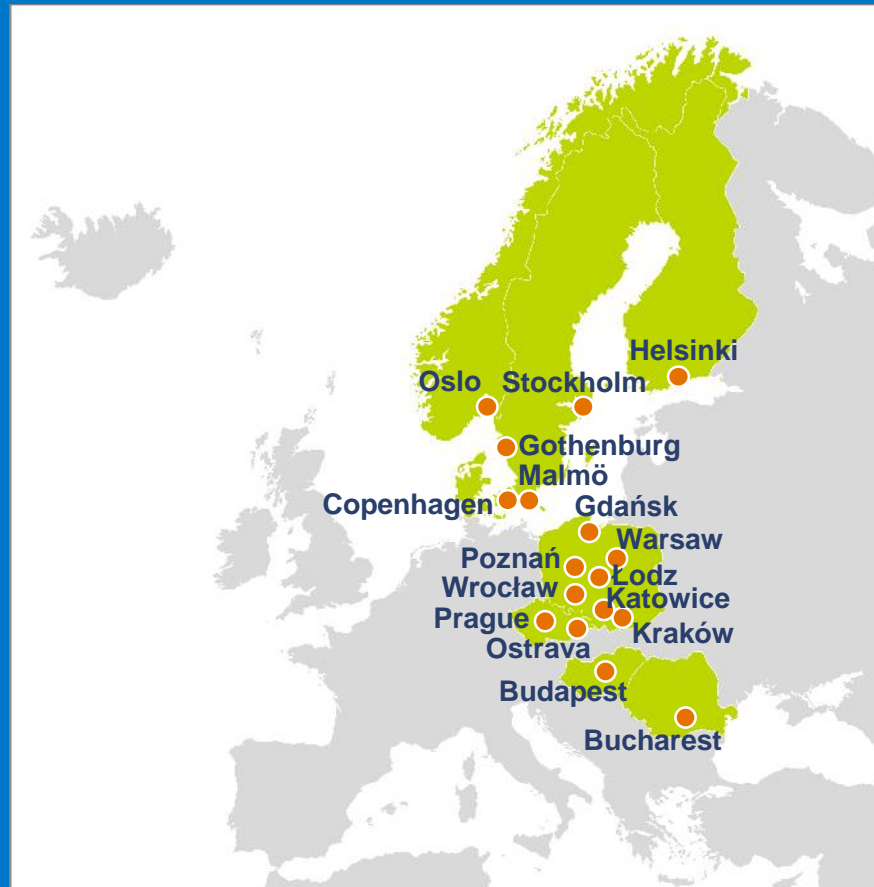 Helsinki
Oslo
Stockholm
Gothenburg
Malmö
Copenhagen
Gdańsk
Warsaw
Poznań
Łodz
Wrocław
Katowice
Prague
Kraków
Ostrava
Budapest
Bucharest